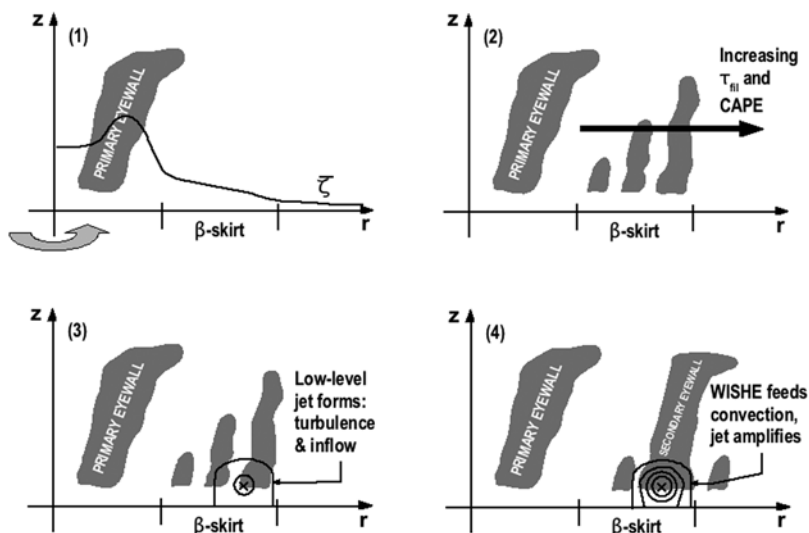 z
(1)
PRIMARY EYEWALL
ζ
β-skirt
r
z
(2)
PRIMARY EYEWALL
Increasing
τfil and
CAPE
β-skirt
r
z
(3)
PRIMARY EYEWALL
Low-level
jet forms:
turbulence
& inflow
β-skirt
r
z
(4)
PRIMARY EYEWALL
SECONDARY EYEWALL
WISHE feeds
convection,
jet amplifies
β-skirt
r